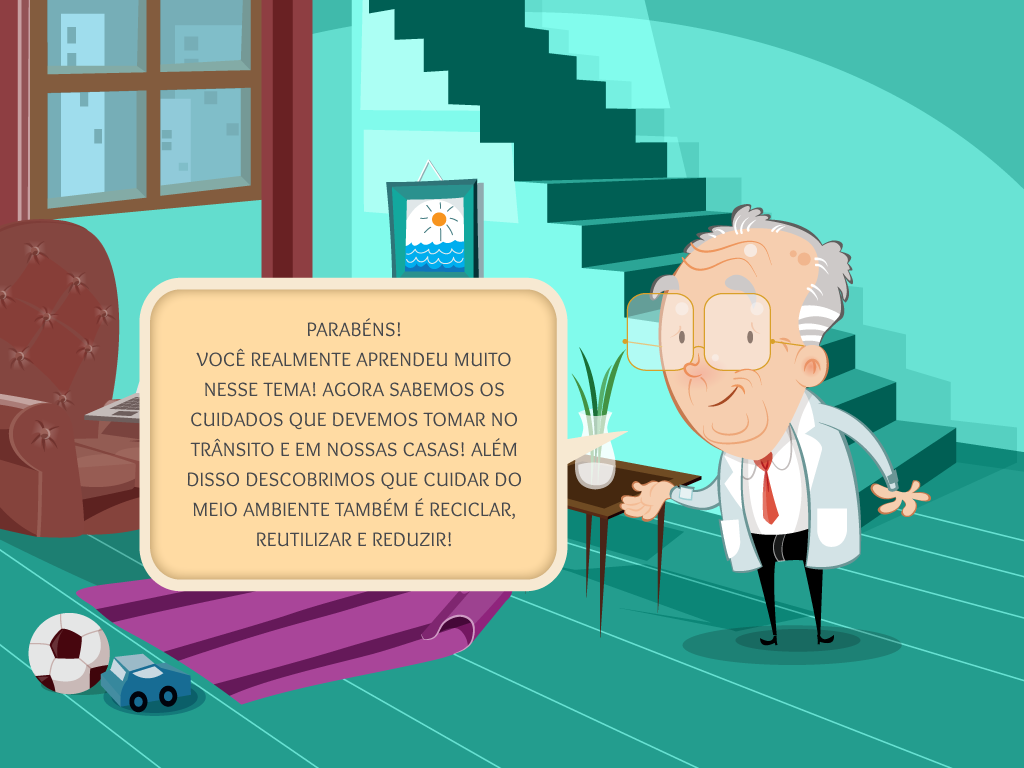 PARABÉNS!
VOCÊ REALMENTE APRENDEU MUITO
NESSE TEMA! AGORA SABEMOS OS
CUIDADOS QUE DEVEMOS TOMAR NO
TRÂNSITO E EM NOSSAS CASAS! ALÉM
DISSO DESCOBRIMOS QUE CUIDAR DO
MEIO AMBIENTE TAMBÉM É RECICLAR,
REUTILIZAR E REDUZIR!